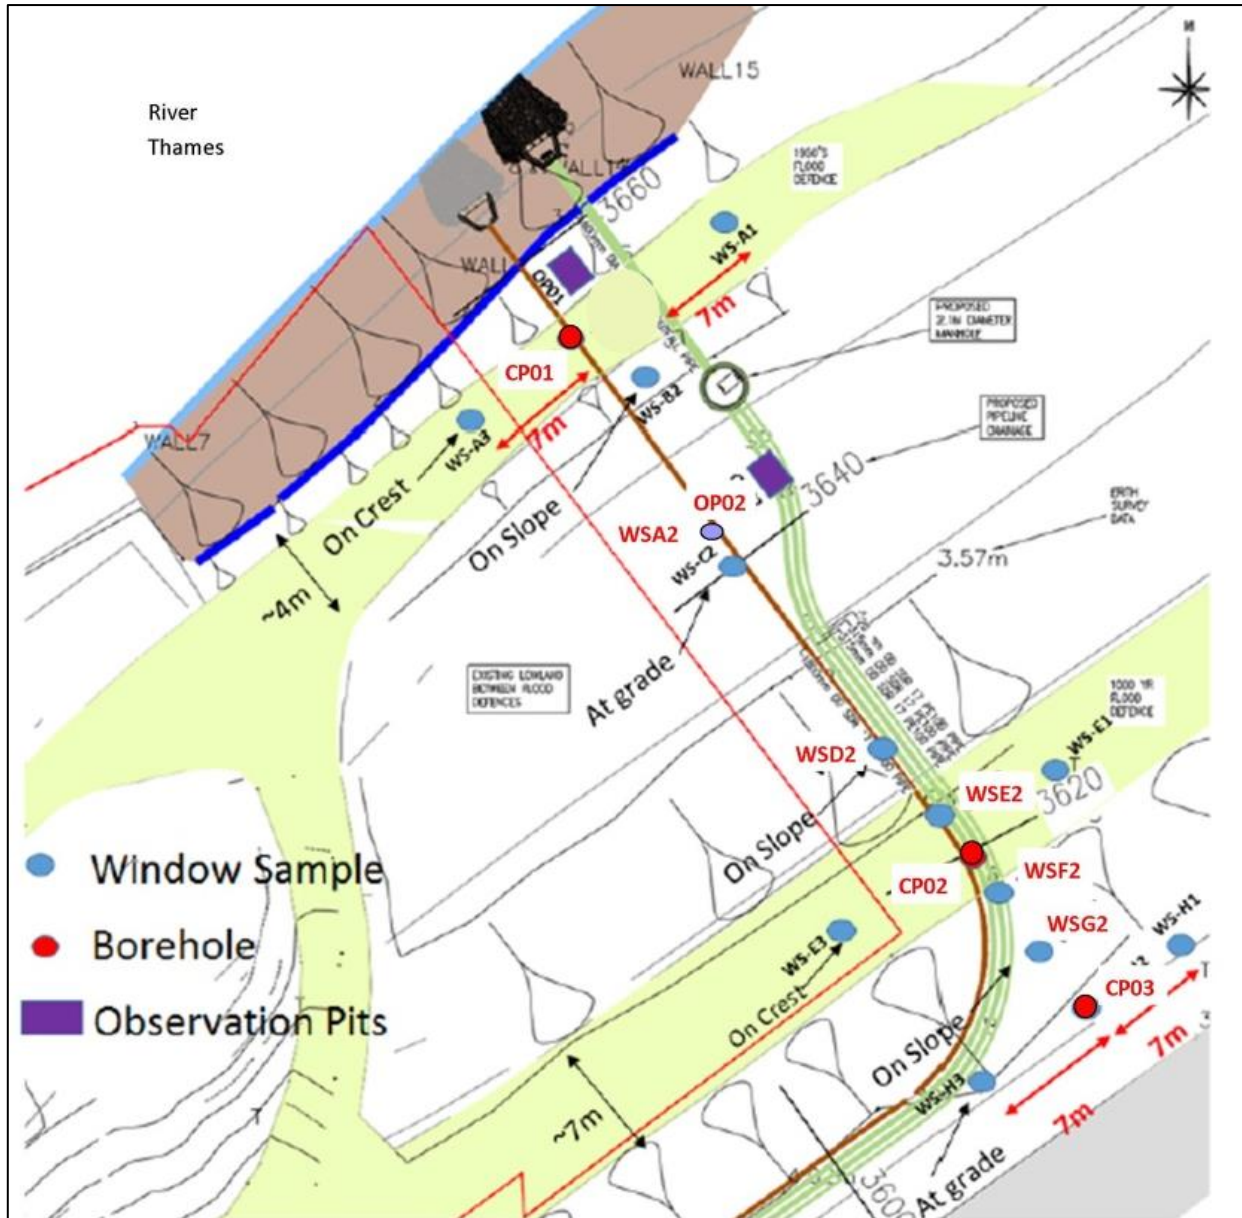 River
Thames
WALL15
N
1950'S
FLOOD
DEFENCE
3660
WS-A1
7m
OP01
PROPOSED
2.1M DIAMETER
MANHOLE
CP01
WS-B2
WS-A3
7m
WALL7
PROPOSED
PIPELINE
DRAINAGE
3640
On Crest
On Slope
OP02
WSA2
WS-C2
ERITH
SURVEY
DATA
3.57m
~4m
At grade
EXISTING LOWLAND
BETWEEN FLOOD
DEFENCES
1000 YR
FLOOD
DEFENCE
WS-E1
WSD2
WSE2
3620
On Slope
CP02
WSF2
Window Sample
WS-E3
WSG2
WS-H1
Borehole
CP03
On Crest
Observation Pits
On Slope
7m
T
~7m
WS-H3
7m
At grade